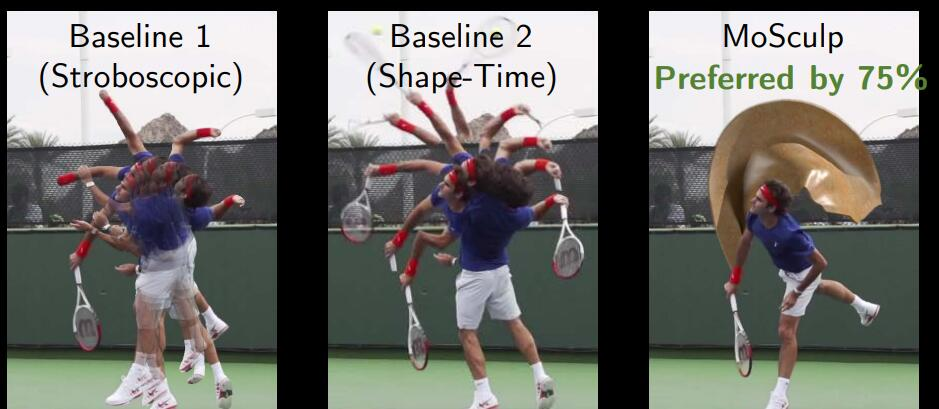 Baseline 1
(Stroboscopic)
Baseline 2
(Shape-Time)
MoSculp
Preferred by 75%